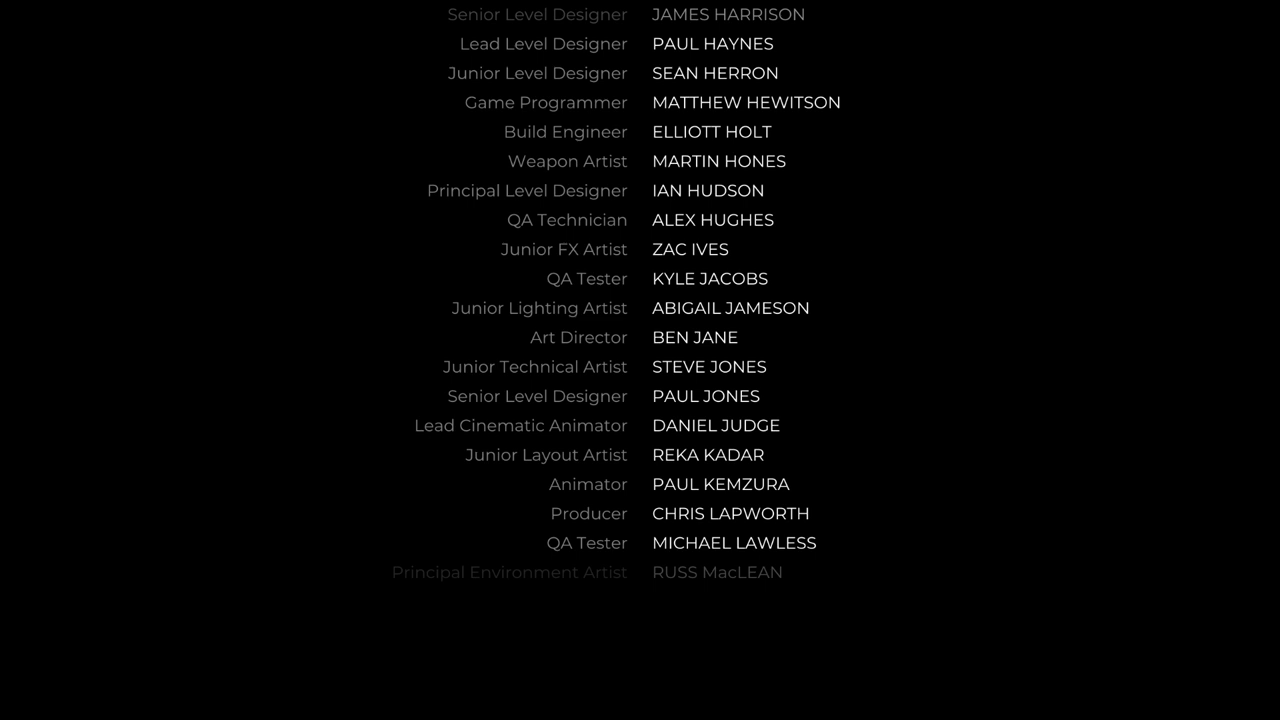 Senior Level Designer JAMES HARRISON
Lead Level Designer PAUL HAYNES
Junior Level Designer SEAN HERRON
Game Programmer MATTHEW HEWITSON
Build Engineer ELLIOTT HOLT
Weapon Artist MARTIN HONES
Principal Level Designer IAN HUDSON
QA Technician ALEX HUGHES
Junior FX Artist ZAC IVES
QA Tester KYLE JACOBS
Junior Lighting Artist ABIGAIL JAMESON
Art Director BEN JANE
Junior Technical Artist STEVE JONES
Senior Level Designer PAUL JONES
Lead Cinematic Animator DANIEL JUDGE
Junior Layout Artist REKA KADAR
Animator PAUL KEMZURA
Producer CHRIS LAPWORTH
QA Tester MICHAEL LAWLESS
Principal Environment Artist RUSS MacLEAN